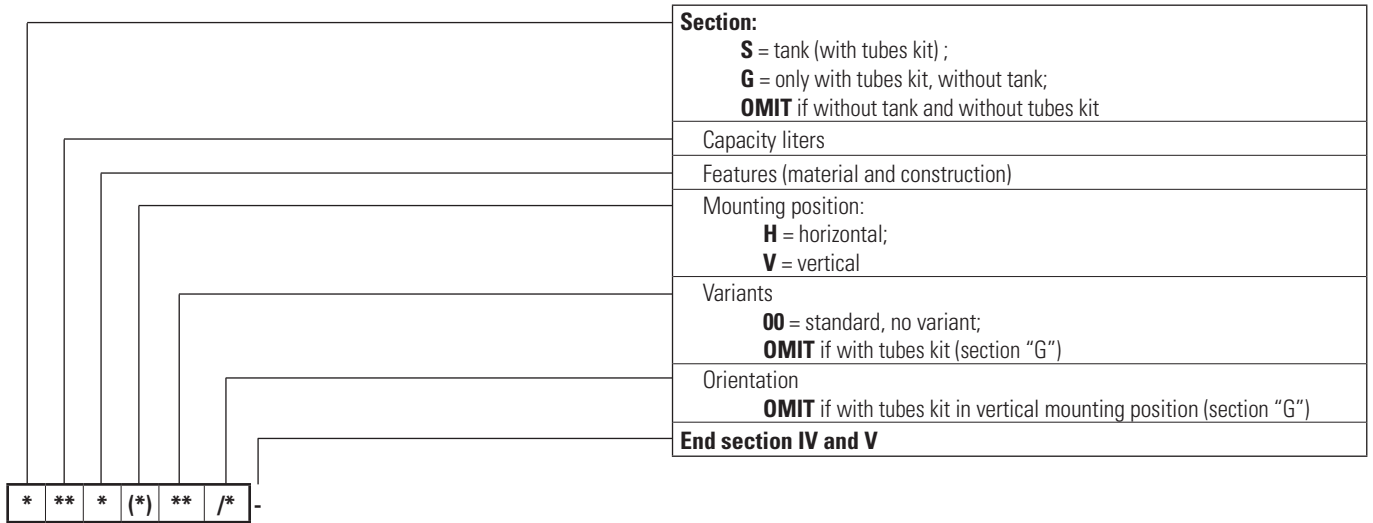 Section:
S = tank (with tubes kit) ;
G = only with tubes kit, without tank;
OMIT if without tank and without tubes kit
Capacity liters
Features (material and construction)
Mounting position:
H = horizontal;
V = vertical
Variants
00 = standard, no variant;
OMIT if with tubes kit (section “G”)
Orientation
OMIT if with tubes kit in vertical mounting position (section “G”)
End section IV and V
* ** * (*) ** /* -